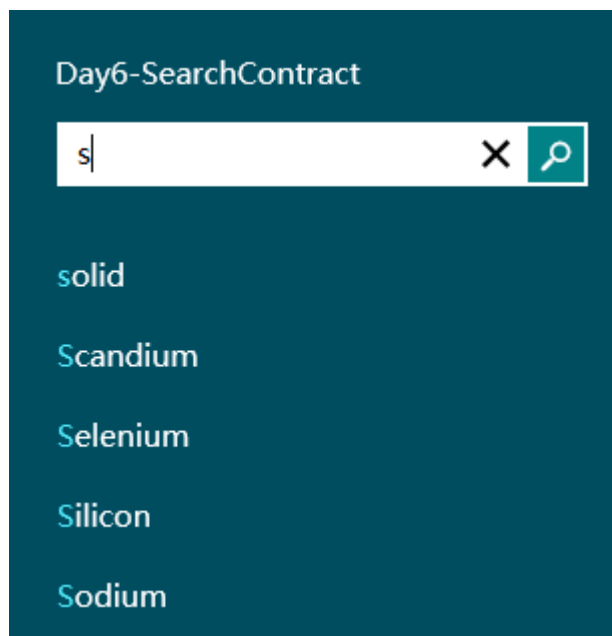 Day6-SearchContract
s
solid
Scandium
Selenium
Silicon
Sodium